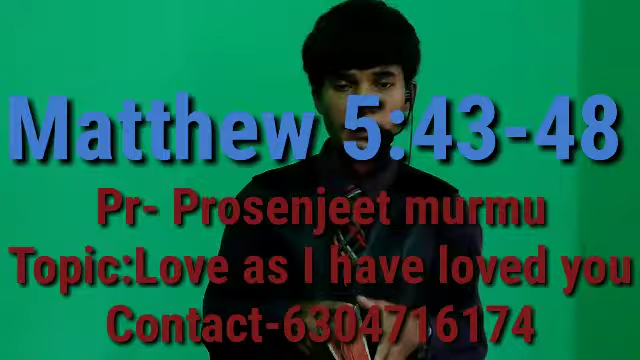 Matthew 5:43-48
Pr- Prosenjeet murmu
Topic:Love as I have loved you
Contact-6304716174